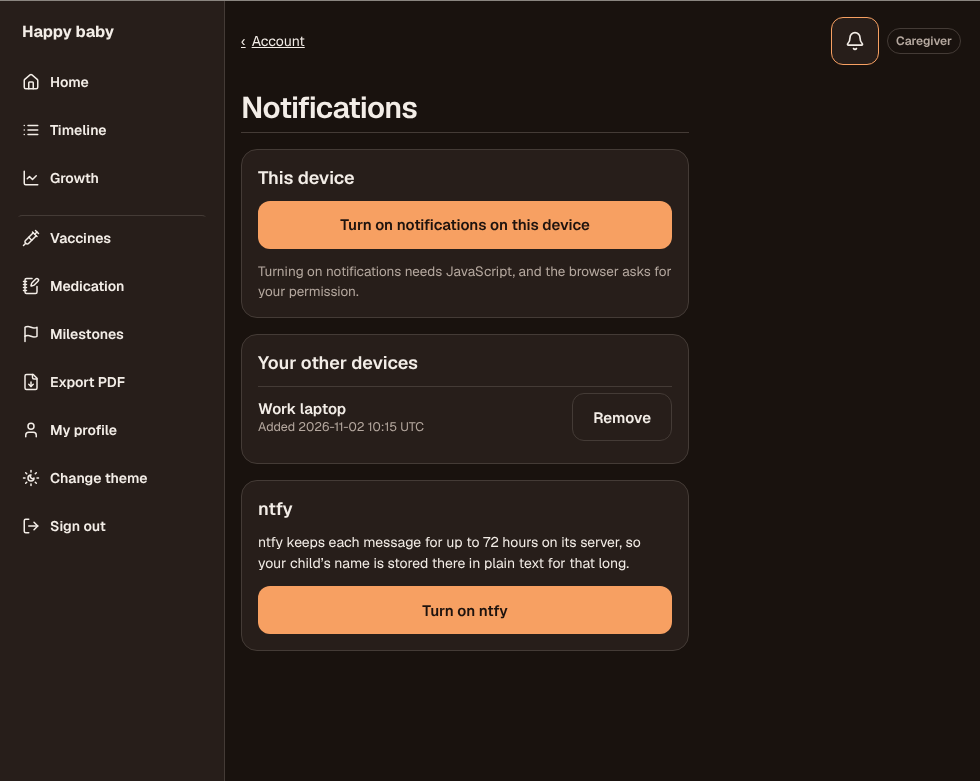 Happy baby
Home
Timeline
Growth
Vaccines
Medication
Milestones
Export PDF
My profile
Change theme
Sign out
‹ Account
Caregiver
Notifications
This device
Turn on notifications on this device
Turning on notifications needs JavaScript, and the browser asks for
your permission.
Your other devices
Work laptop
Added 2026-11-02 10:15 UTC
Remove
ntfy
ntfy keeps each message for up to 72 hours on its server, so
your child’s name is stored there in plain text for that long.
Turn on ntfy